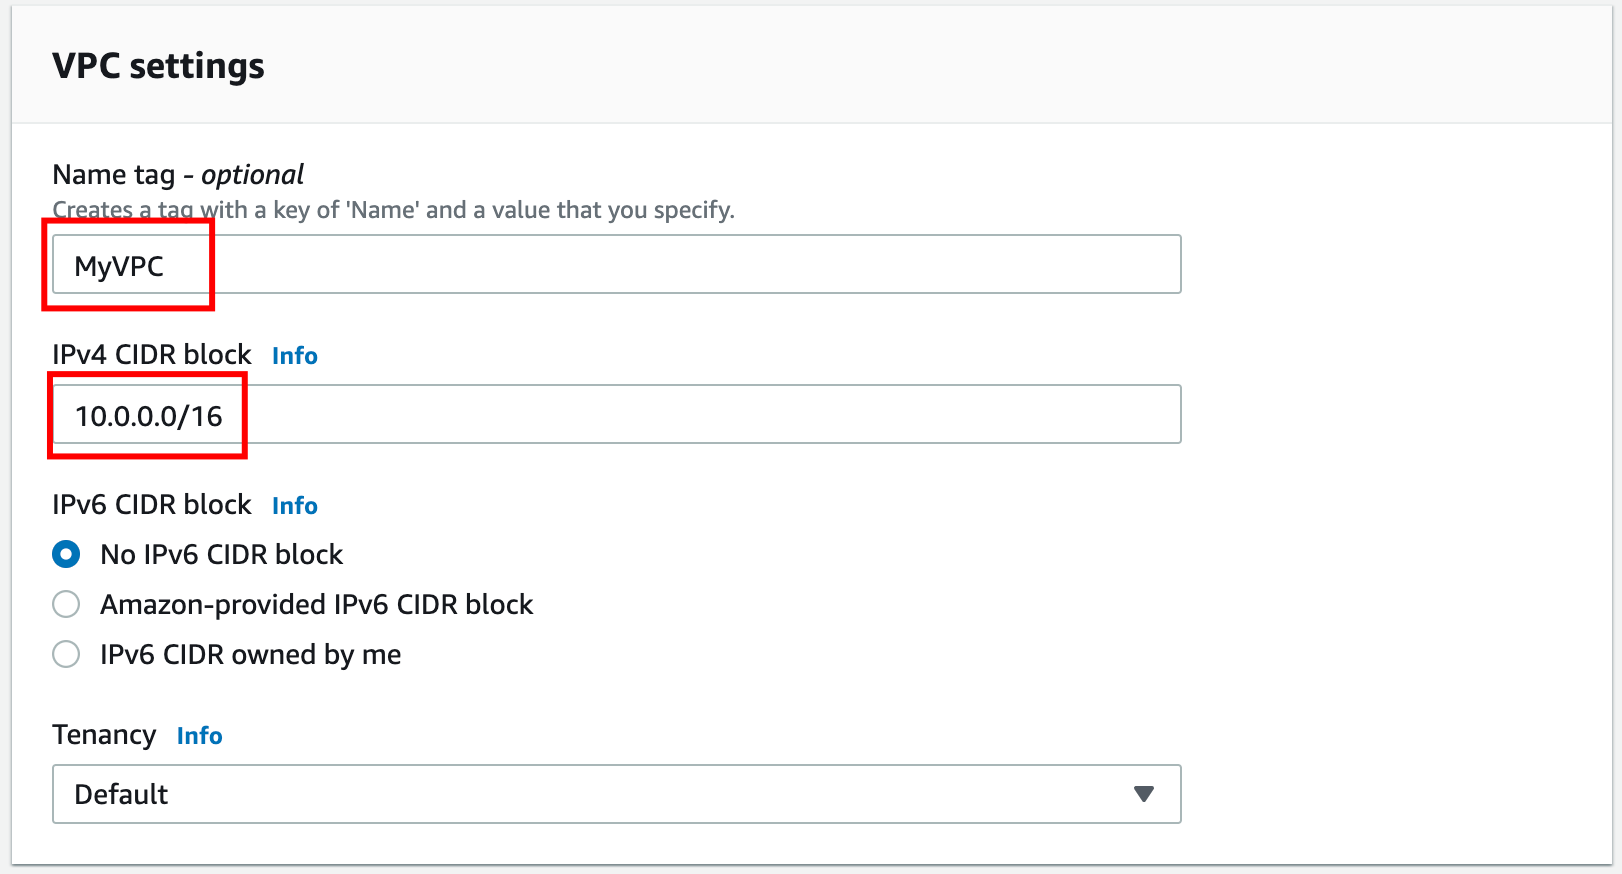 VPC settings
Name tag - optional
Creates a tag with a key of 'Name' and a value that you specify.
MyVPC
IPv4 CIDR block Info
10.0.0.0/16
IPv6 CIDR block Info
No IPv6 CIDR block
Amazon-provided IPv6 CIDR block
IPv6 CIDR owned by me
Tenancy Info
Default